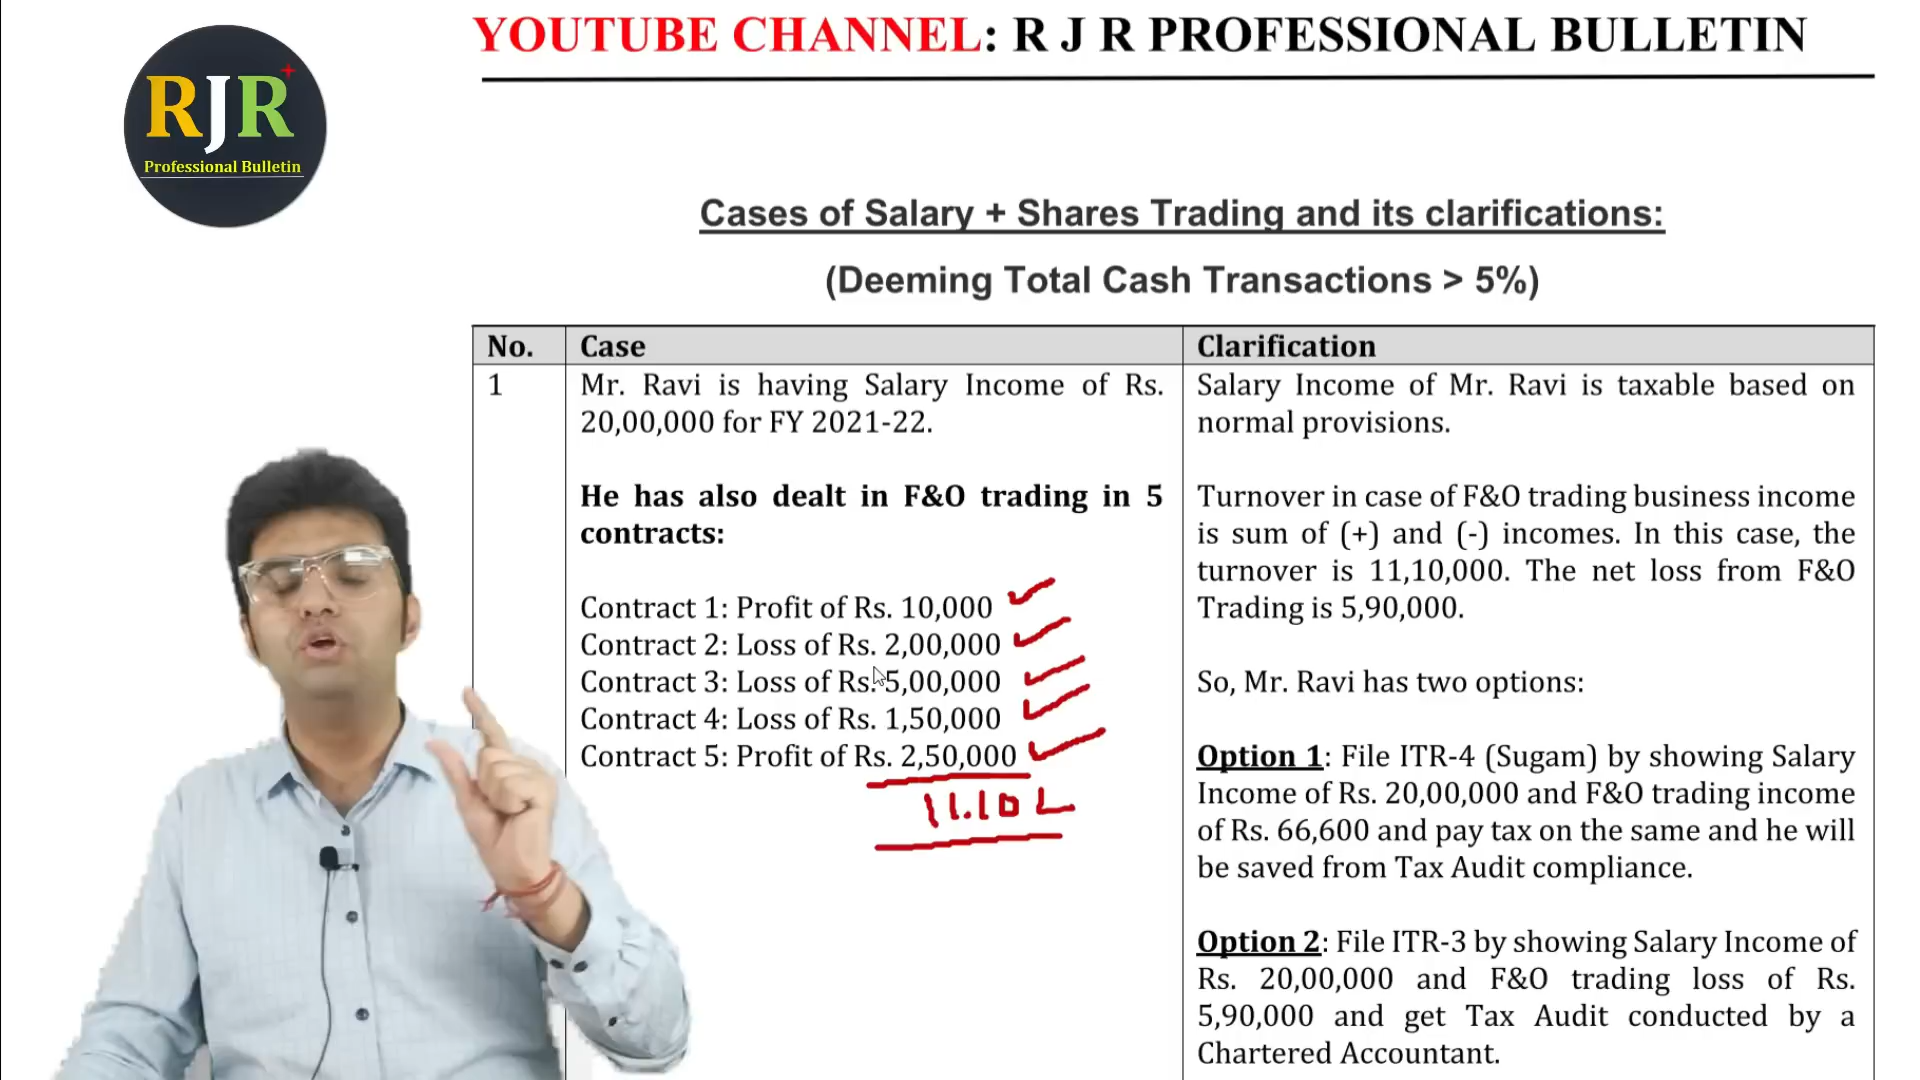 YOUTUBE CHANNEL: R J R PROFESSIONAL BULLETIN
RJR+
Professional Bulletin
Cases of Salary + Shares Trading and its clarifications:
(Deeming Total Cash Transactions > 5%)
No.
Case
Clarification
1
Mr. Ravi is having Salary Income of Rs.
20,00,000 for FY 2021-22.
He has also dealt in F&O trading in 5
contracts:
Contract 1: Profit of Rs. 10,000
Contract 2: Loss of Rs. 2,00,000
Contract 3: Loss of Rs. 5,00,000
Contract 4: Loss of Rs. 1,50,000
Contract 5: Profit of Rs. 2,50,000
11.10 L
Salary Income of Mr. Ravi is taxable based on
normal provisions.
Turnover in case of F&O trading business income
is sum of (+) and (-) incomes. In this case, the
turnover is 11,10,000. The net loss from F&O
Trading is 5,90,000.
So, Mr. Ravi has two options:
Option 1: File ITR-4 (Sugam) by showing Salary
Income of Rs. 20,00,000 and F&O trading income
of Rs. 66,600 and pay tax on the same and he will
be saved from Tax Audit compliance.
Option 2: File ITR-3 by showing Salary Income of
Rs. 20,00,000 and F&O trading loss of Rs.
5,90,000 and get Tax Audit conducted by a
Chartered Accountant.